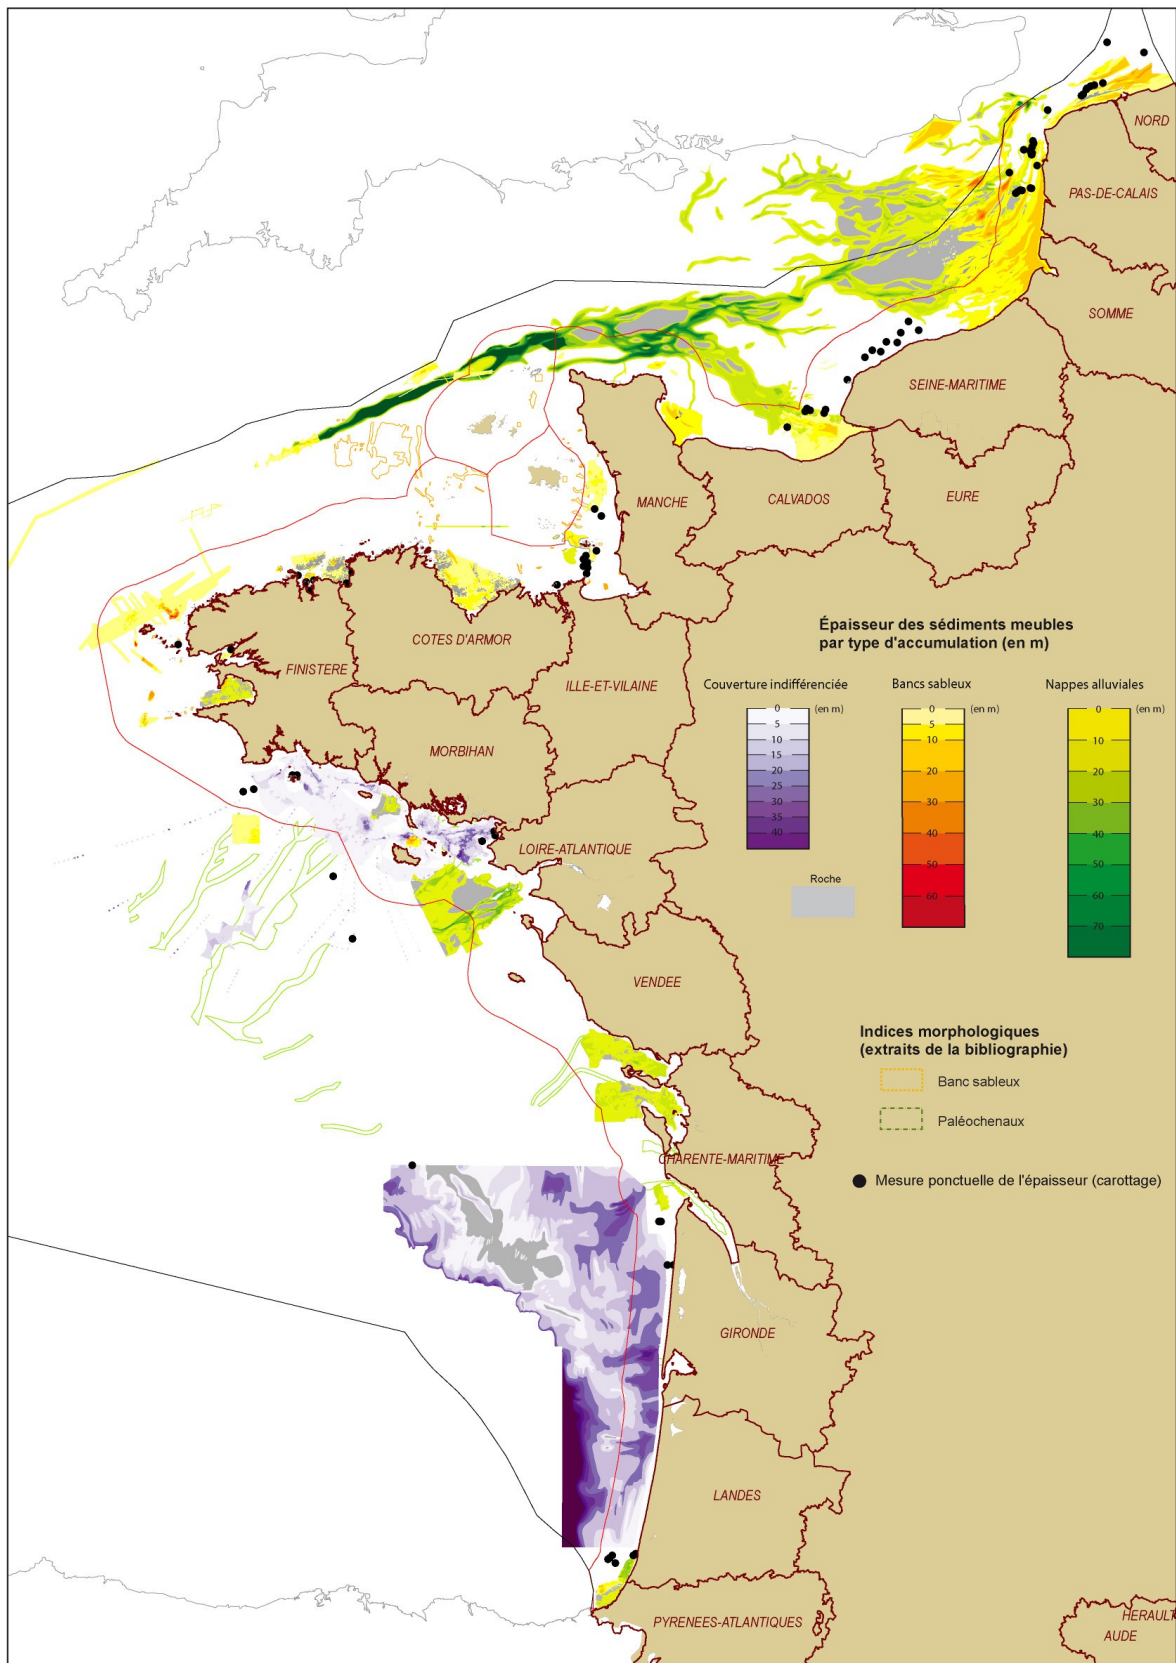 NORD
PAS-DE-CALAIS
SOMME
SEINE-MARITIME
EURE
CALVADOS
MANCHE
COTES D'ARMOR
FINISTERE
ILLE-ET-VILAINE
MORBIHAN
LOIRE-ATLANTIQUE
VENDEE
CHARENTE-MARITIME
GIRONDE
LANDES
PYRENEES-ATLANTIQUES
HERAULT
AUDE
Épaisseur des sédiments meubles
par type d'accumulation (en m)
Couverture indifférenciée
0 (en m)
5
10
15
20
25
30
35
40
Roche
Bancs sableux
0 (en m)
5
10
20
30
40
50
60
Nappes alluviales
0 (en m)
10
20
30
40
50
60
70
Indices morphologiques
(extraits de la bibliographie)
Banc sableux
Paléochenaux
Mesure ponctuelle de l'épaisseur (carottage)